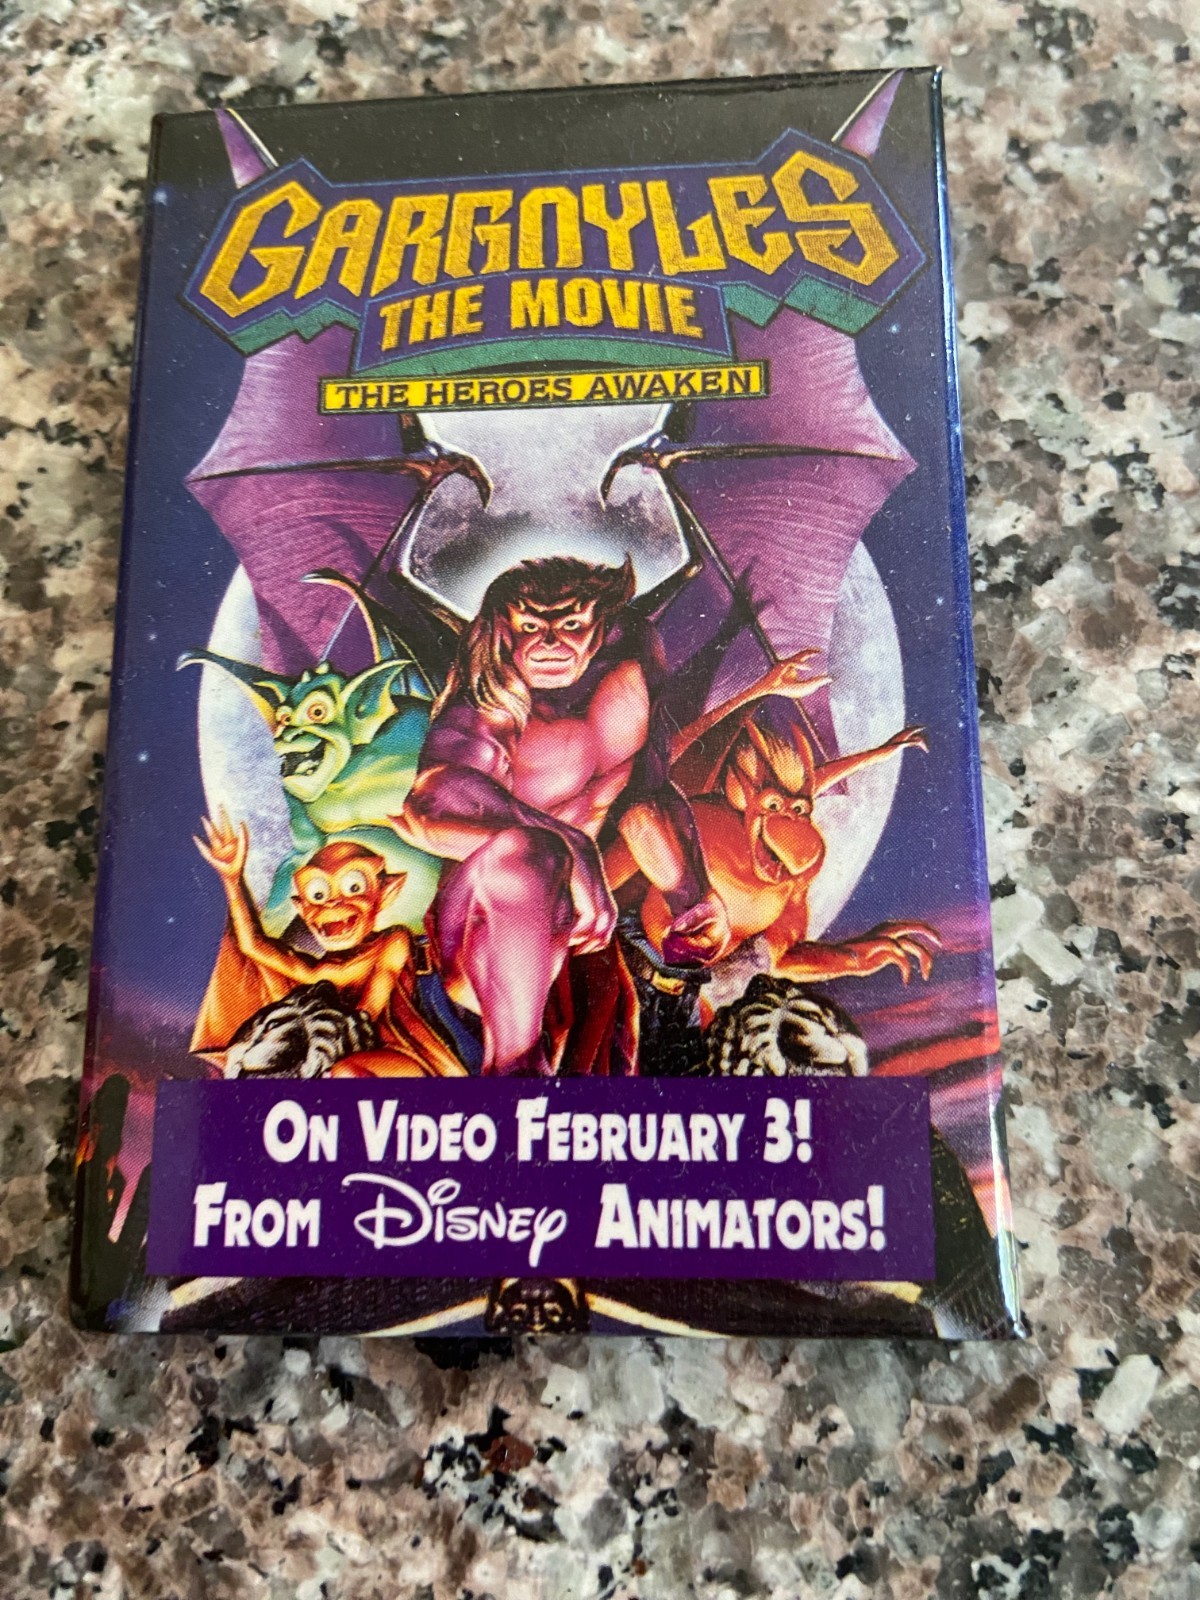 GARGOYLES
THE MOVIE
THE HEROES AWAKEN
ON VIDEO FEBRUARY 3!
FROM DISNEY ANIMATORS!